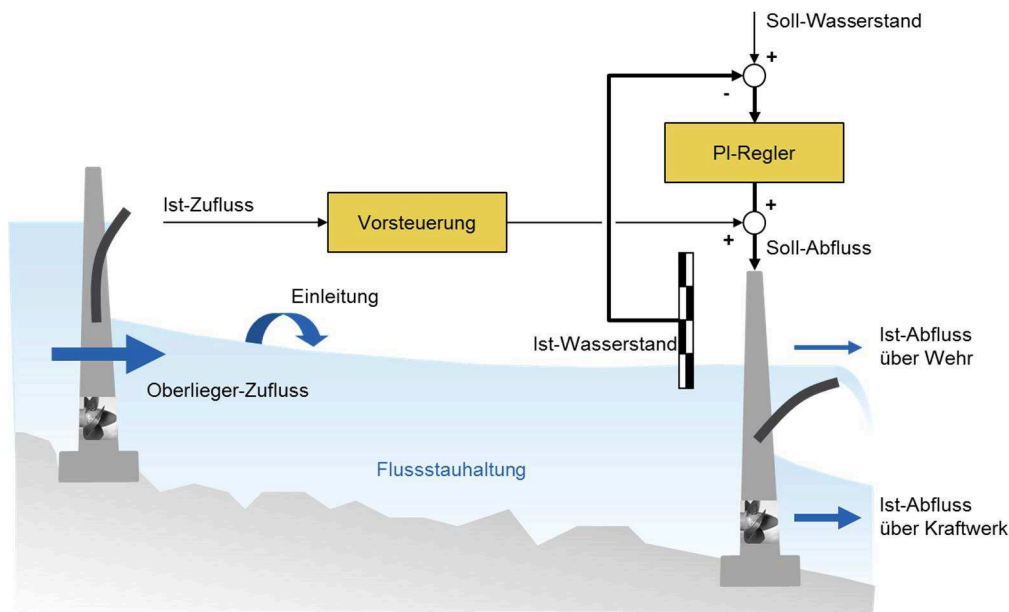 Soll-Wasserstand
+
-
PI-Regler
Ist-Zufluss
Vorsteuerung
+
+
Soll-Abfluss
Einleitung
Ist-Wasserstand
Ist-Abfluss
über Wehr
Oberlieger-Zufluss
Flussstauhaltung
Ist-Abfluss
über Kraftwerk